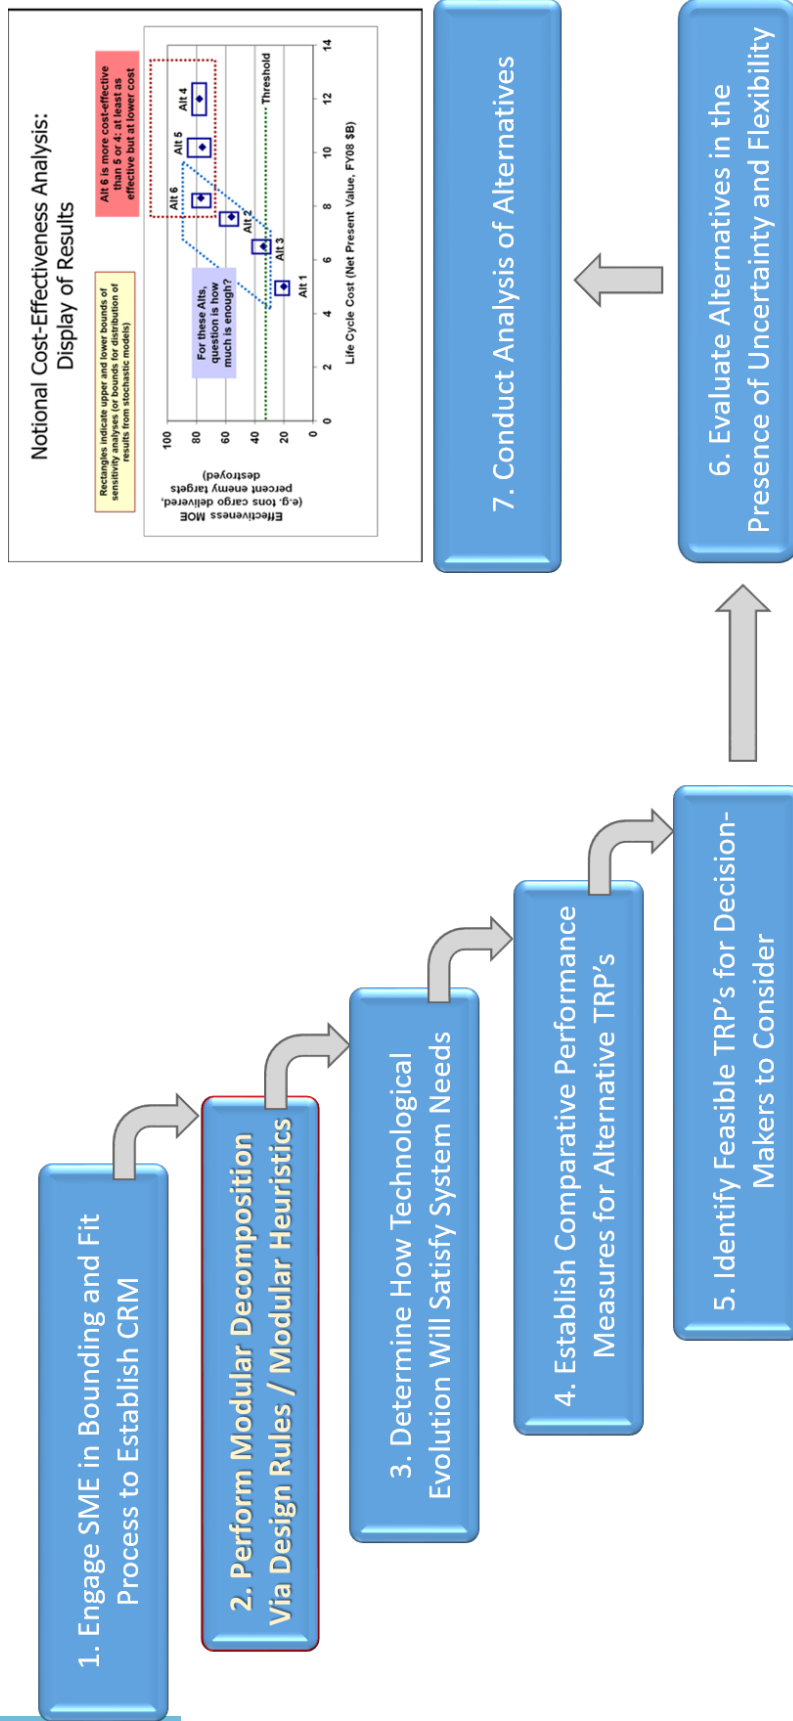 1. Engage SME in Bounding and Fit
Process to Establish CRM
2. Perform Modular Decomposition
Via Design Rules / Modular Heuristics
3. Determine How Technological
Evolution Will Satisfy System Needs
4. Establish Comparative Performance
Measures for Alternative TRP's
5. Identify Feasible TRP's for Decision-
Makers to Consider
6. Evaluate Alternatives in the
Presence of Uncertainty and Flexibility
7. Conduct Analysis of Alternatives
Notional Cost-Effectiveness Analysis:
Display of Results
Rectangles indicate upper and lower bounds of
sensitivity analyses (or bounds for distribution of
results from stochastic models)
Alt 6 is more cost-effective
than 5 or 4: at least as
effective but at lower cost
Effectiveness MOE
(e.g. tons cargo delivered,
percent enemy targets
destroyed)
100
80
60
40
20
0
For these Alts,
question is how
much is enough?
Alt 6
Alt 5
Alt 4
Alt 2
Alt 3
Alt 1
Threshold
0 2 4 6 8 10 12 14
Life Cycle Cost (Net Present Value, FY08 $B)